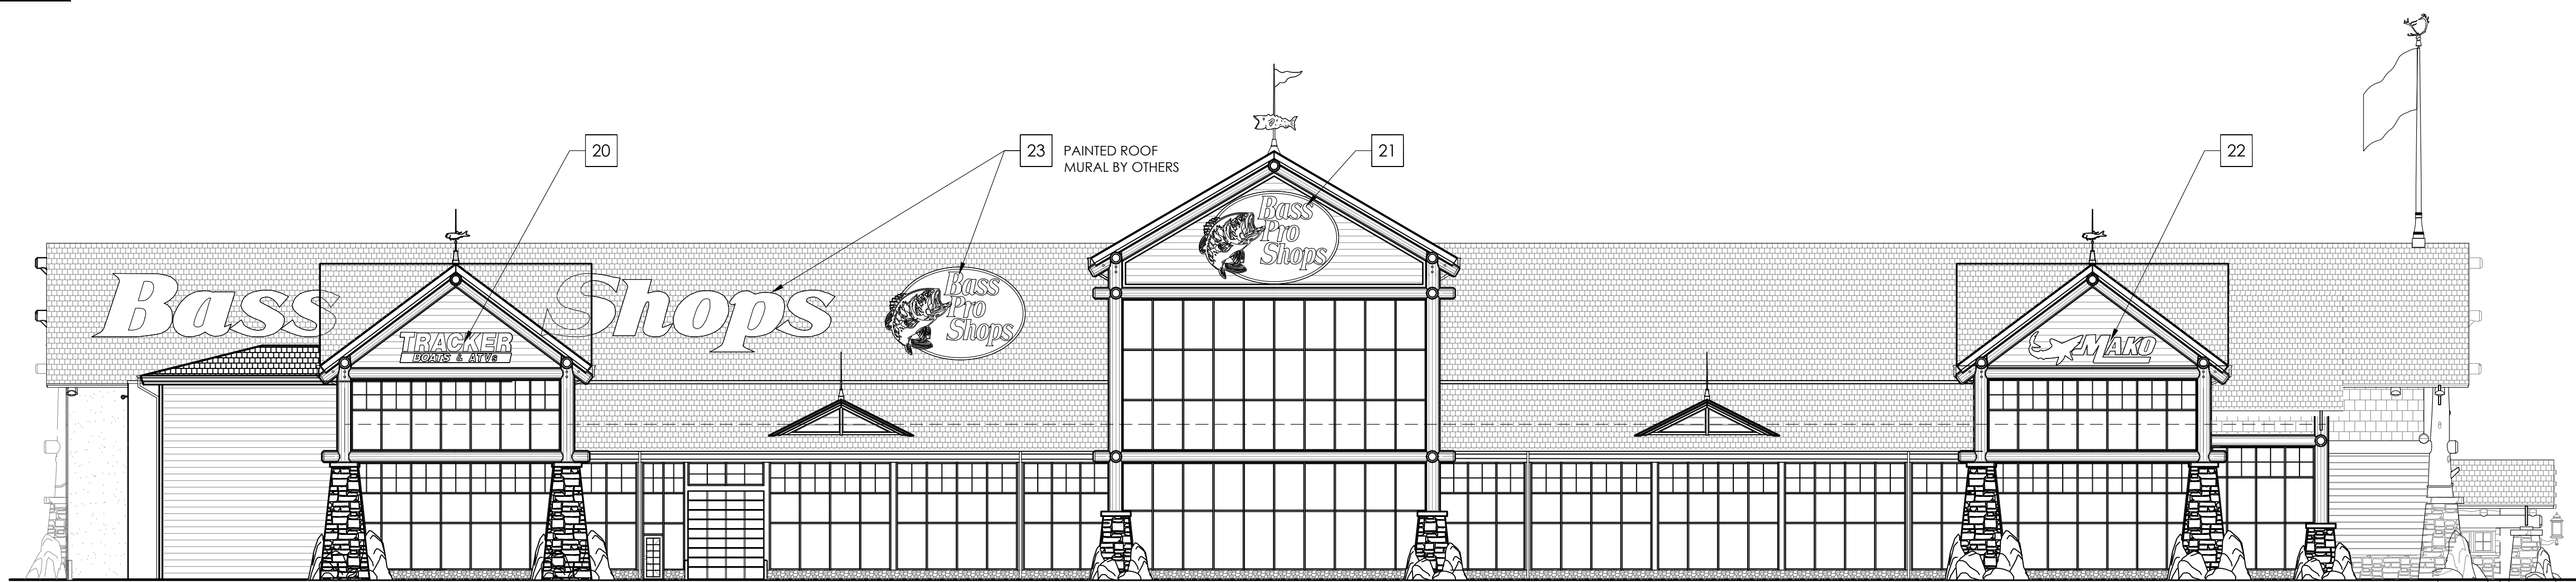 20
23 PAINTED ROOF
MURAL BY OTHERS
21
22
Bass Shops
Bass
Pro
Shops
Bass
Pro
Shops
TRACKER
BOATS & ATVs
MAKO